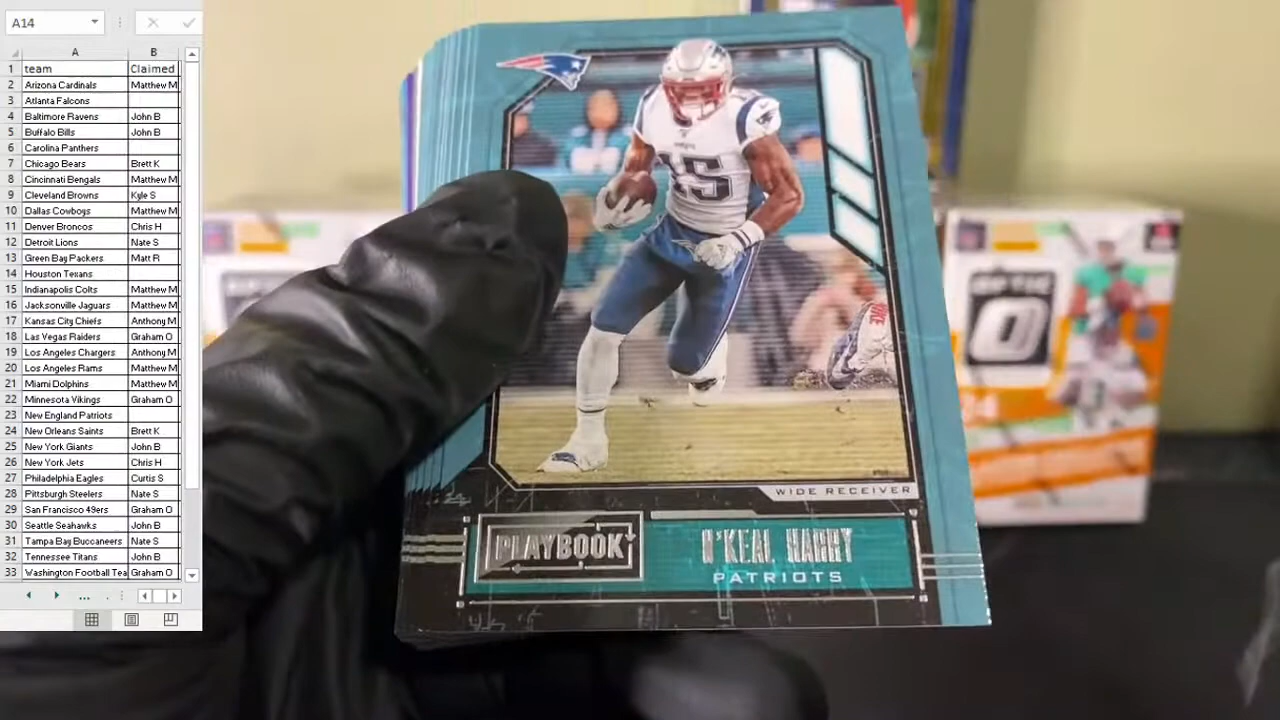 A14
A B
1 team Claimed
2 Arizona Cardinals Matthew M
3 Atlanta Falcons
4 Baltimore Ravens John B
5 Buffalo Bills John B
6 Carolina Panthers
7 Chicago Bears Brett K
8 Cincinnati Bengals Matthew M
9 Cleveland Browns Kyle S
10 Dallas Cowboys Matthew M
11 Denver Broncos Chris H
12 Detroit Lions Nate S
13 Green Bay Packers Matt R
14 Houston Texans
15 Indianapolis Colts Matthew M
16 Jacksonville Jaguars Matthew M
17 Kansas City Chiefs Anthony M
18 Las Vegas Raiders Graham O
19 Los Angeles Chargers Anthony M
20 Los Angeles Rams Matthew M
21 Miami Dolphins Matthew M
22 Minnesota Vikings Graham O
23 New England Patriots
24 New Orleans Saints Brett K
25 New York Giants John B
26 New York Jets Chris H
27 Philadelphia Eagles Curtis S
28 Pittsburgh Steelers Nate S
29 San Francisco 49ers Graham O
30 Seattle Seahawks John B
31 Tampa Bay Buccaneers Nate S
32 Tennessee Titans John B
33 Washington Football Tea Graham O
15
WIDE RECEIVER
PLAYBOOK
N'KEAL HARRY
PATRIOTS
OPTIC